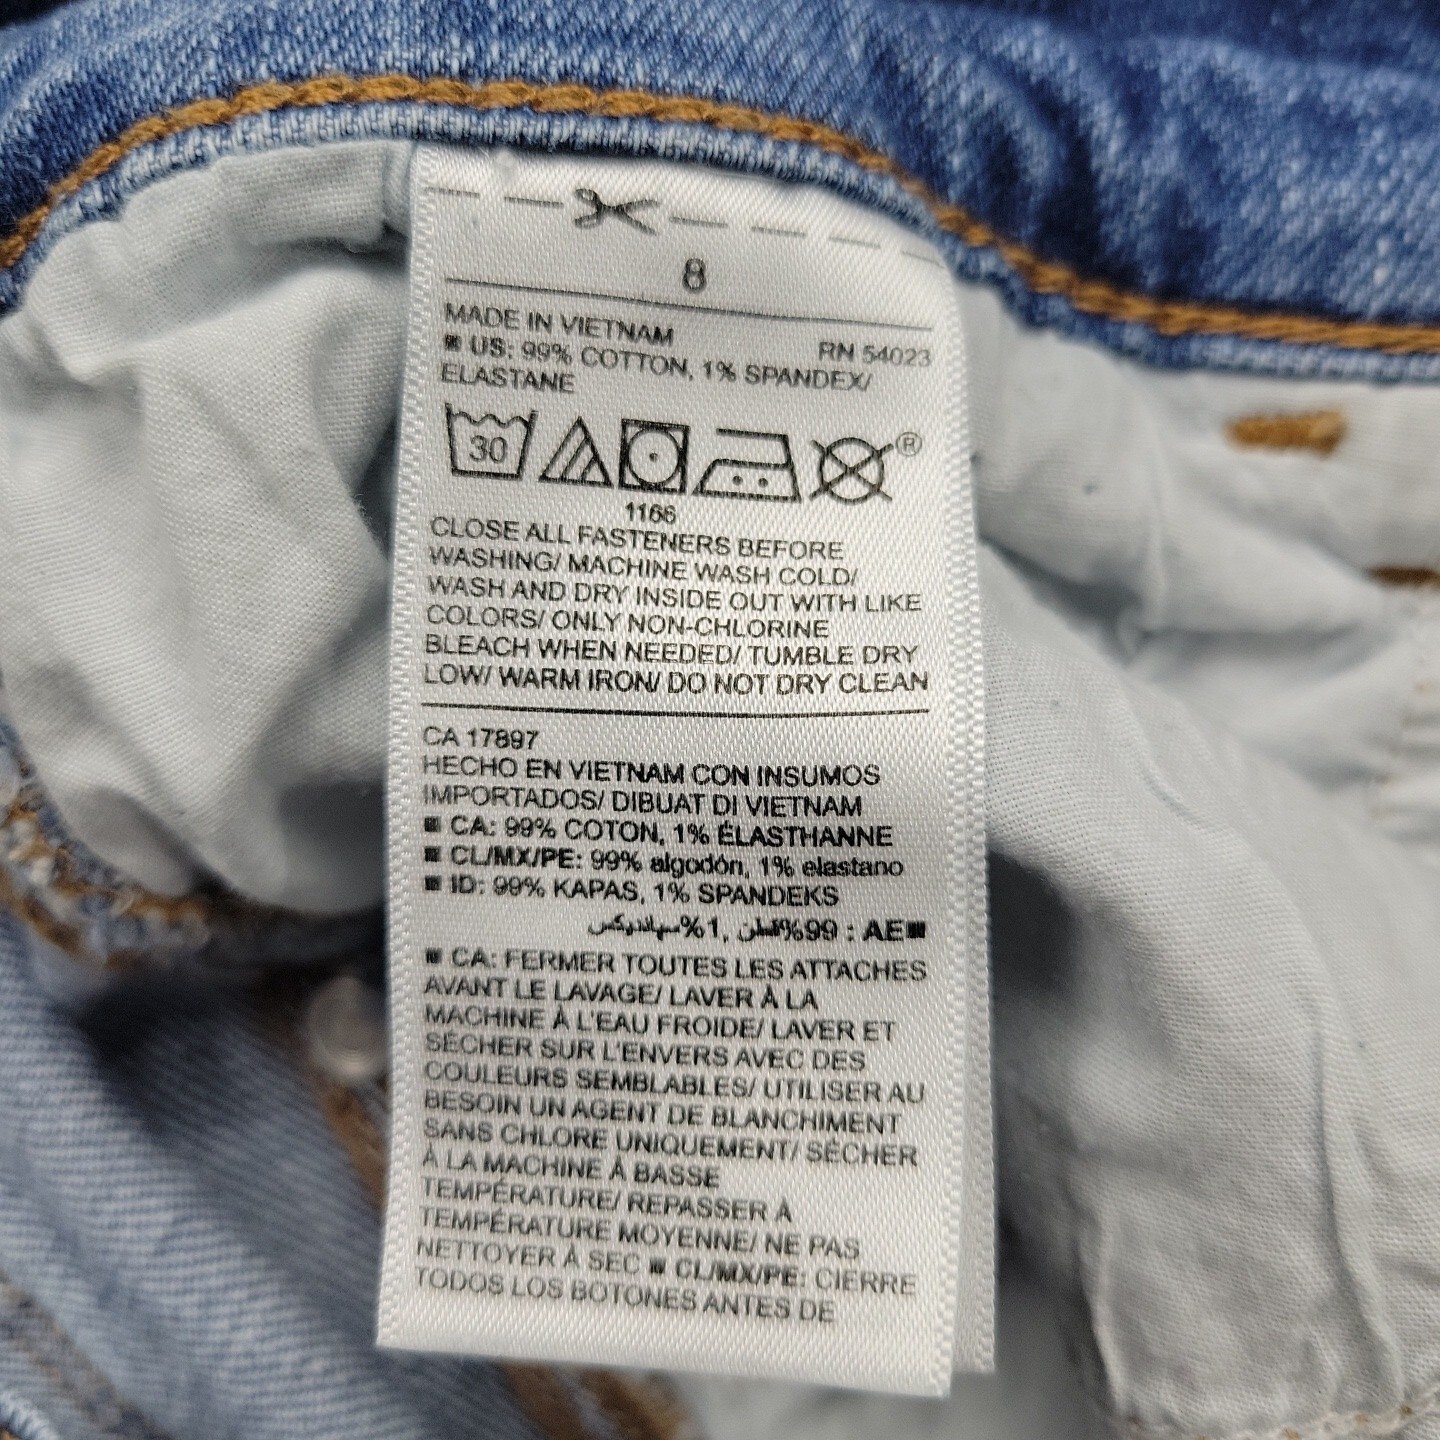 8
MADE IN VIETNAM
RN 54023
US: 99% COTTON, 1% SPANDEX/
ELASTANE
30
®
1166
CLOSE ALL FASTENERS BEFORE
WASHING/ MACHINE WASH COLD/
WASH AND DRY INSIDE OUT WITH LIKE
COLORS/ ONLY NON-CHLORINE
BLEACH WHEN NEEDED/ TUMBLE DRY
LOW/ WARM IRON/ DO NOT DRY CLEAN
CA 17897
HECHO EN VIETNAM CON INSUMOS
IMPORTADOS/ DIBUAT DI VIETNAM
CA: 99% COTON, 1% ÉLASTHANNE
CL/MX/PE: 99% algodón, 1% elastano
ID: 99% KAPAS, 1% SPANDEKS
AE : 99%قطن, 1%سباندیکس
CA: FERMER TOUTES LES ATTACHES
AVANT LE LAVAGE/ LAVER À LA
MACHINE À L'EAU FROIDE/ LAVER ET
SÉCHER SUR L'ENVERS AVEC DES
COULEURS SEMBLABLES/ UTILISER AU
BESOIN UN AGENT DE BLANCHIMENT
SANS CHLORE UNIQUEMENT/ SÉCHER
À LA MACHINE À BASSE
TEMPÉRATURE/ REPASSER À
TEMPÉRATURE MOYENNE/ NE PAS
NETTOYER À SEC ■ CL/MX/PE: CIERRE
TODOS LOS BOTONES ANTES DE